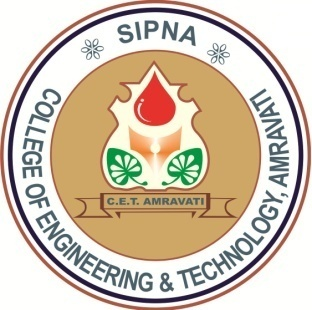 SIPNA
COLLEGE OF ENGINEERING & TECHNOLOGY, AMRAVATI
C.E.T. AMRAVATI